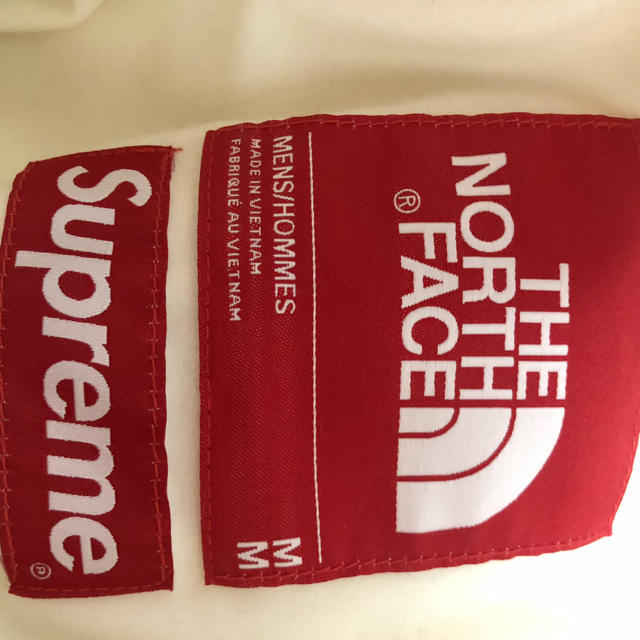 THE
NORTH
FACE
®
MENS/HOMMES
MADE IN VIETNAM
FABRIQUÉ AU VIETNAM
M
M
Supreme
®